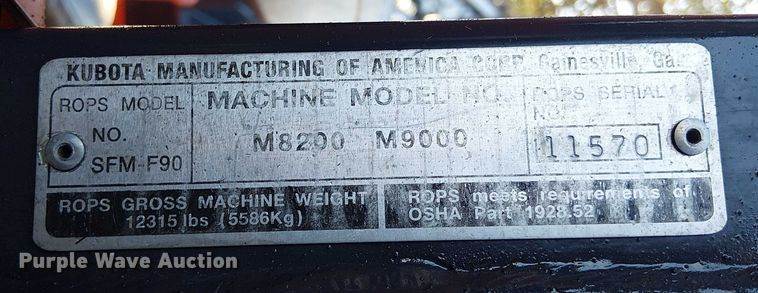 KUBOTA MANUFACTURING OF AMERICA CORP. Gainesville, Ga.
ROPS MODEL
NO.
SFM-F90
MACHINE MODEL NO.
M8200 M9000
ROPS SERIAL
NO.
11570
ROPS GROSS MACHINE WEIGHT
12315 lbs (5586Kg)
ROPS meets requirements of
OSHA Part 1928.52
Purple Wave Auction